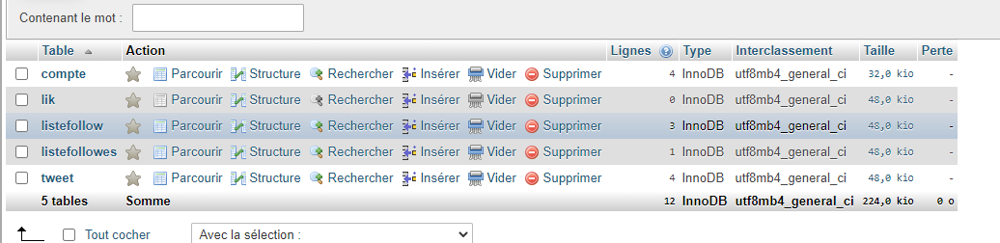 Contenant le mot :
Table Action Lignes Type Interclassement Taille Perte
compte Parcourir Structure Rechercher Insérer Vider Supprimer 4 InnoDB utf8mb4_general_ci 32,0 kio -
lik Parcourir Structure Rechercher Insérer Vider Supprimer 0 InnoDB utf8mb4_general_ci 48,0 kio -
listefollow Parcourir Structure Rechercher Insérer Vider Supprimer 3 InnoDB utf8mb4_general_ci 48,0 kio -
listefollowes Parcourir Structure Rechercher Insérer Vider Supprimer 1 InnoDB utf8mb4_general_ci 48,0 kio -
tweet Parcourir Structure Rechercher Insérer Vider Supprimer 4 InnoDB utf8mb4_general_ci 48,0 kio -
5 tables Somme 12 InnoDB utf8mb4_general_ci 224,0 kio 0 o
Tout cocher Avec la sélection :